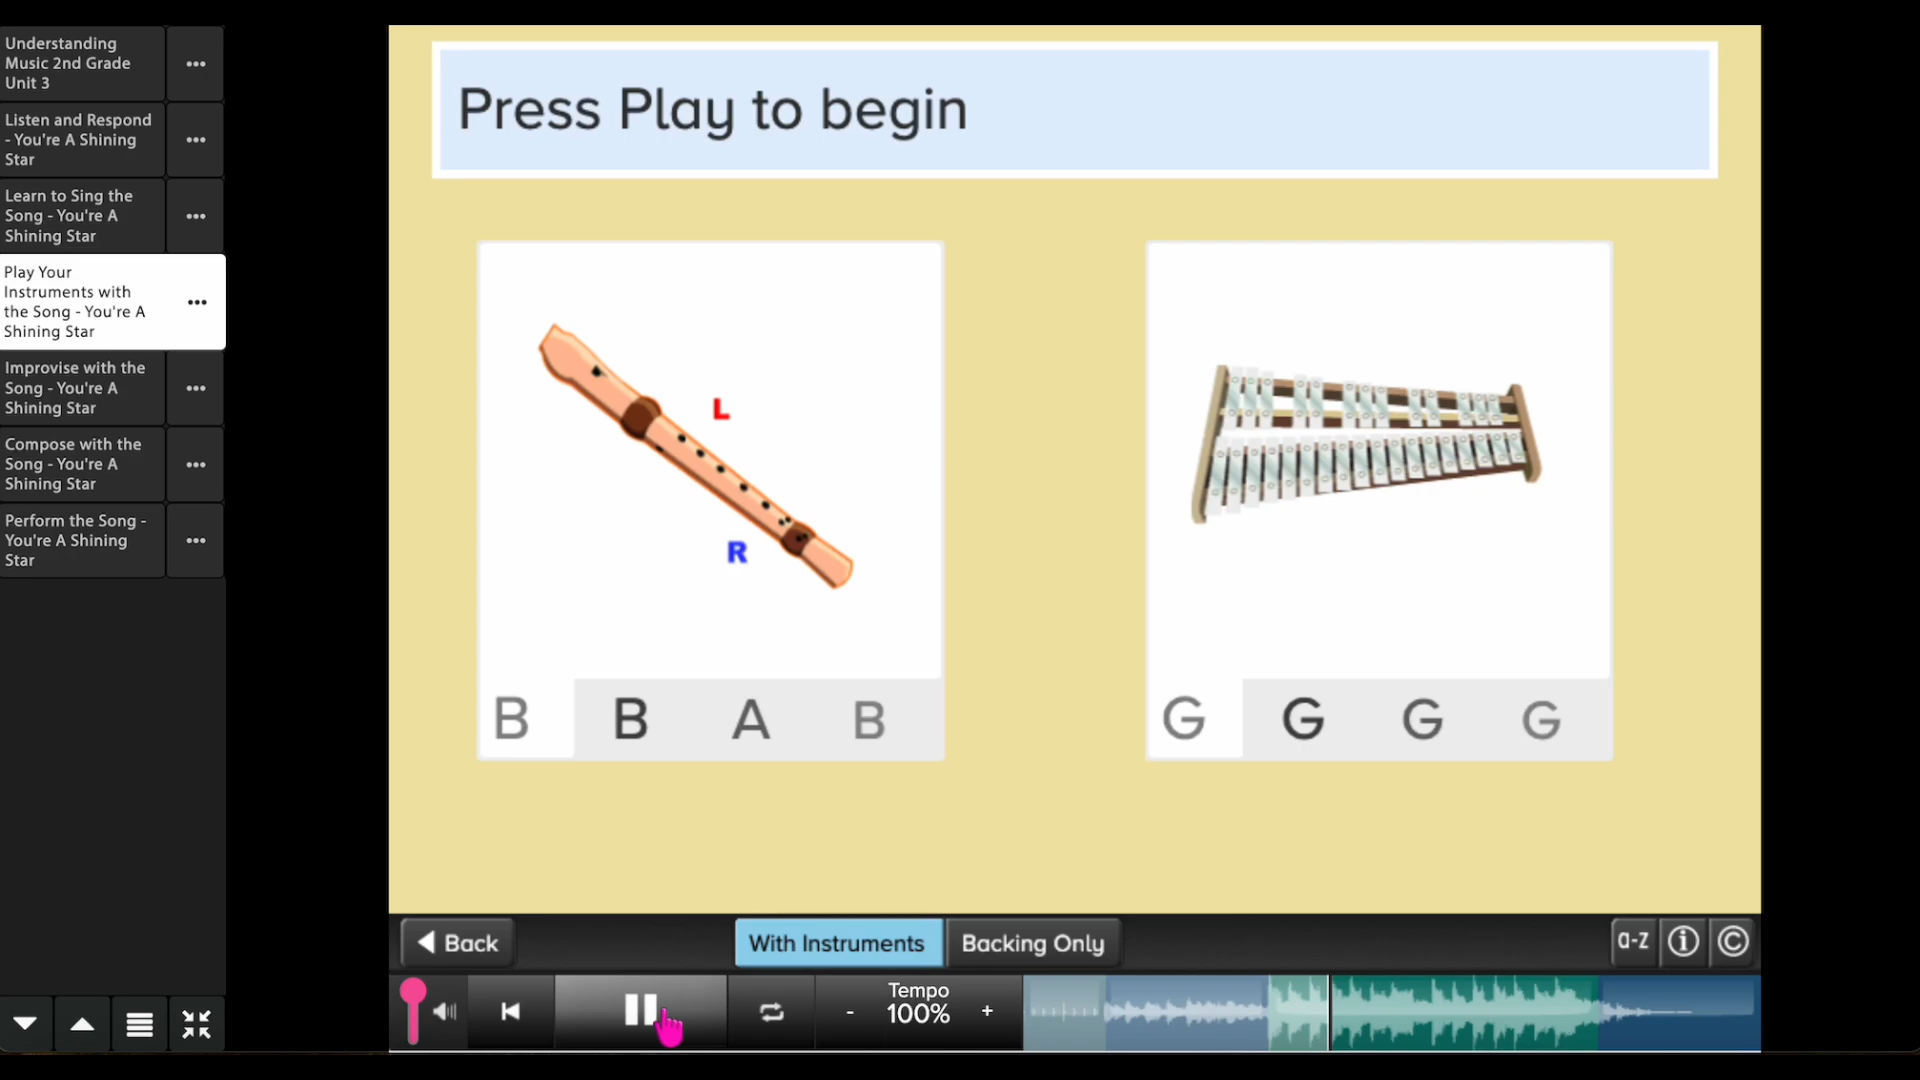 Understanding
Music 2nd Grade
Unit 3
Listen and Respond
- You're A Shining
Star
Learn to Sing the
Song - You're A
Shining Star
Play Your
Instruments with
the Song - You're A
Shining Star
Improvise with the
Song - You're A
Shining Star
Compose with the
Song - You're A
Shining Star
Perform the Song -
You're A Shining
Star
Press Play to begin
L
R
B B A B
G G G G
Back
With Instruments
Backing Only
a-z
Tempo
- 100% +